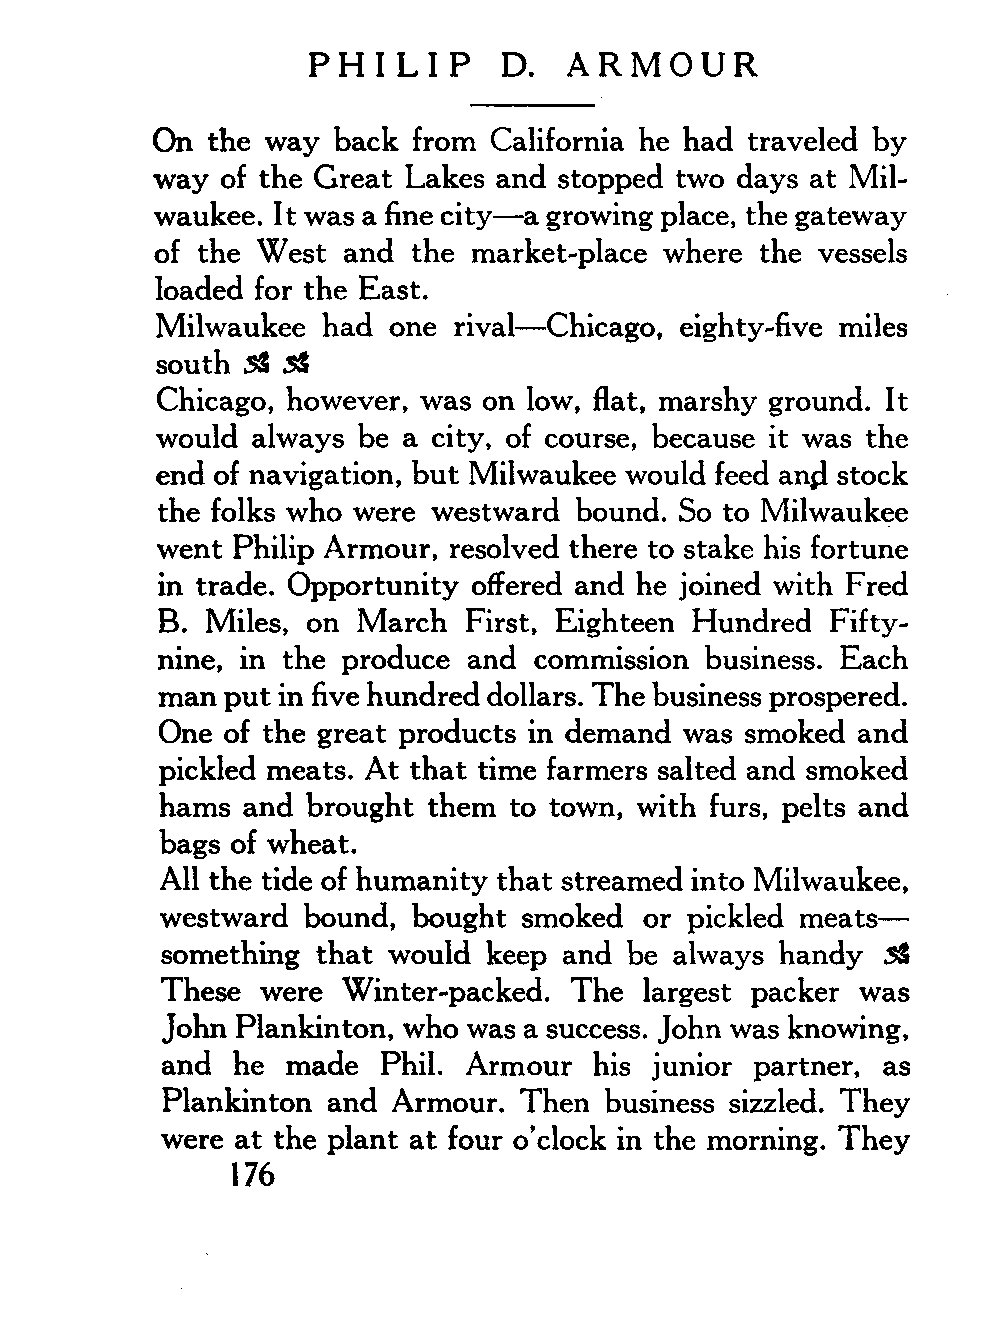 PHILIP D. ARMOUR
On the way back from California he had traveled by
way of the Great Lakes and stopped two days at Mil-
waukee. It was a fine city—a growing place, the gateway
of the West and the market-place where the vessels
loaded for the East.
Milwaukee had one rival—Chicago, eighty-five miles
south
Chicago, however, was on low, flat, marshy ground. It
would always be a city, of course, because it was the
end of navigation, but Milwaukee would feed and stock
the folks who were westward bound. So to Milwaukee
went Philip Armour, resolved there to stake his fortune
in trade. Opportunity offered and he joined with Fred
B. Miles, on March First, Eighteen Hundred Fifty-
nine, in the produce and commission business. Each
man put in five hundred dollars. The business prospered.
One of the great products in demand was smoked and
pickled meats. At that time farmers salted and smoked
hams and brought them to town, with furs, pelts and
bags of wheat.
All the tide of humanity that streamed into Milwaukee,
westward bound, bought smoked or pickled meats—
something that would keep and be always handy
These were Winter-packed. The largest packer was
John Plankinton, who was a success. John was knowing,
and he made Phil. Armour his junior partner, as
Plankinton and Armour. Then business sizzled. They
were at the plant at four o'clock in the morning. They
176